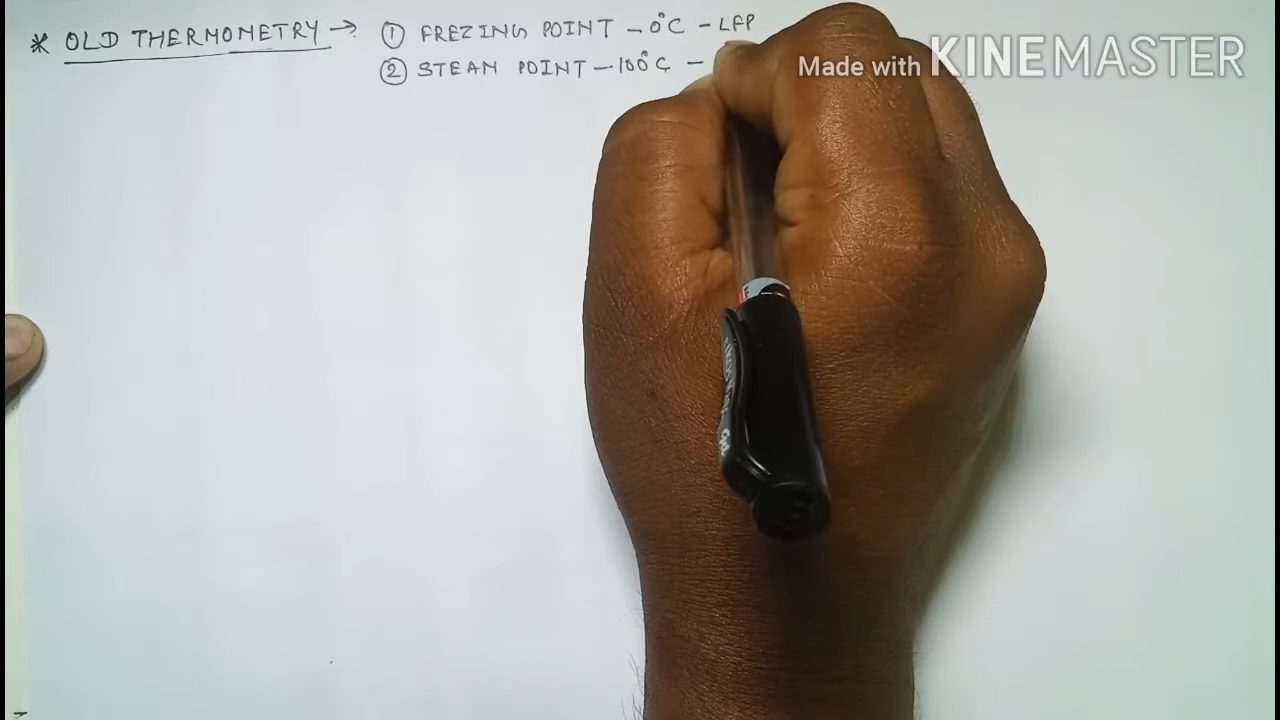 * OLD THERMOMETRY → ① FREZING POINT – 0°C – LFP
② STEAM POINT – 100°C –
Made with KINEMASTER